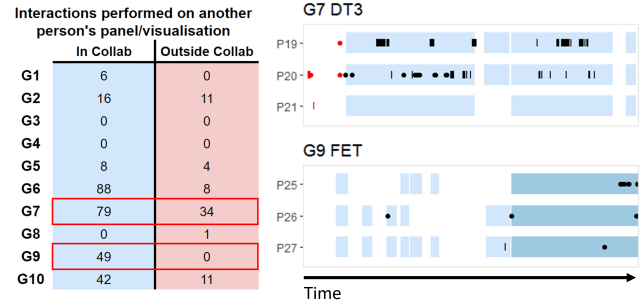 Interactions performed on another
person's panel/visualisation
In Collab Outside Collab
G1 6 0
G2 16 11
G3 0 0
G4 0 0
G5 8 4
G6 88 8
G7 79 34
G8 0 1
G9 49 0
G10 42 11
G7 DT3
P19
P20
P21
G9 FET
P25
P26
P27
Time